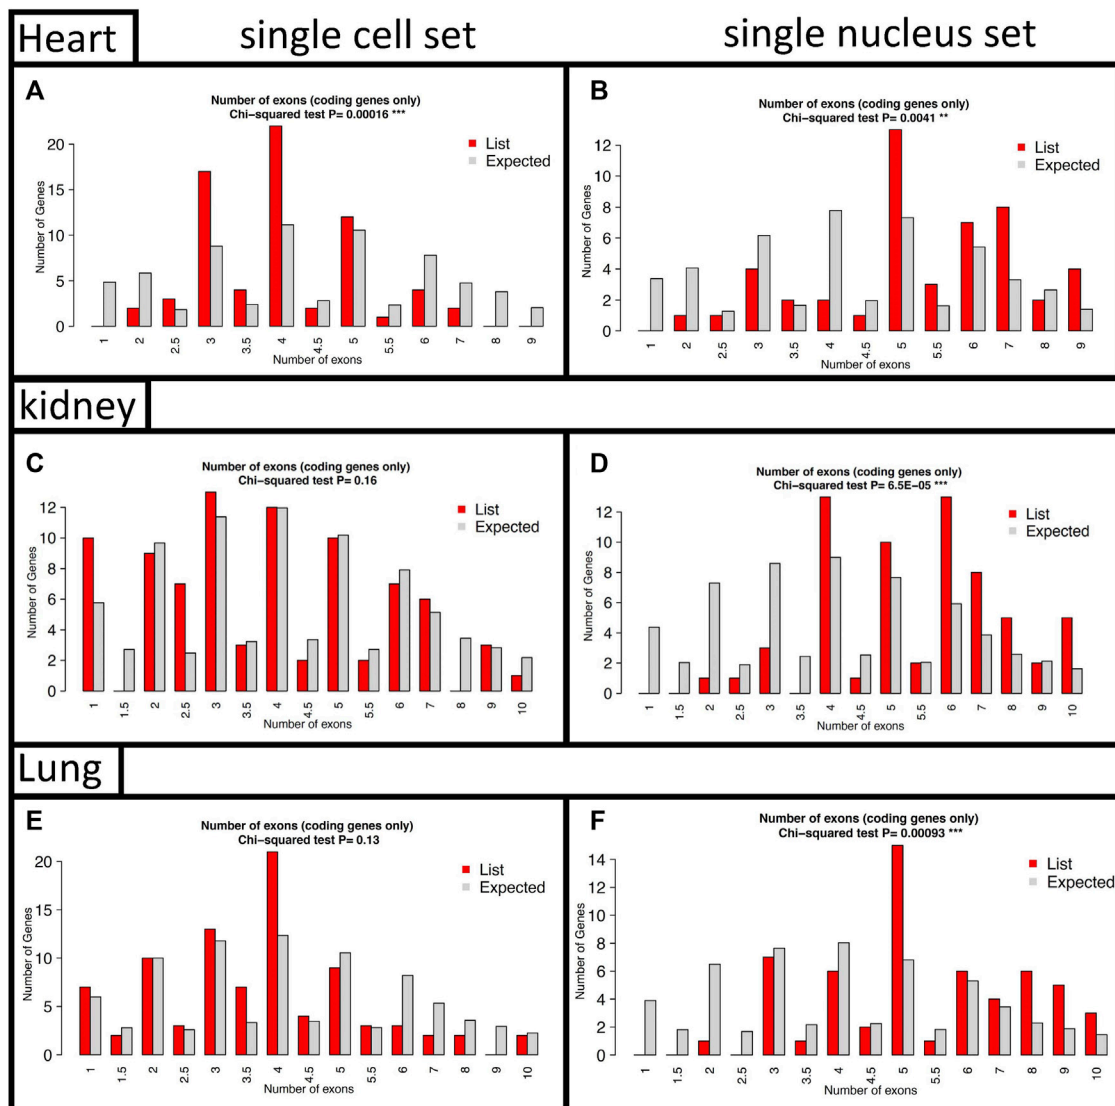 Heart
single cell set
single nucleus set
A
Number of exons (coding genes only)
Chi-squared test P= 0.00016 ***
List
Expected
Number of Genes
0
5
10
15
20
1
2
2.5
3
3.5
4
4.5
5
5.5
6
7
8
9
Number of exons
B
Number of exons (coding genes only)
Chi-squared test P= 0.0041 **
List
Expected
Number of Genes
0
2
4
6
8
10
12
1
2
2.5
3
3.5
4
4.5
5
5.5
6
7
8
9
Number of exons
kidney
C
Number of exons (coding genes only)
Chi-squared test P= 0.16
List
Expected
Number of Genes
0
2
4
6
8
10
12
1
1.5
2
2.5
3
3.5
4
4.5
5
5.5
6
7
8
9
10
Number of exons
D
Number of exons (coding genes only)
Chi-squared test P= 6.5E-05 ***
List
Expected
Number of Genes
0
2
4
6
8
10
12
1
1.5
2
2.5
3
3.5
4
4.5
5
5.5
6
7
8
9
10
Number of exons
Lung
E
Number of exons (coding genes only)
Chi-squared test P= 0.13
List
Expected
Number of Genes
0
5
10
15
20
1
1.5
2
2.5
3
3.5
4
4.5
5
5.5
6
7
8
9
10
Number of exons
F
Number of exons (coding genes only)
Chi-squared test P= 0.00093 ***
List
Expected
Number of Genes
0
2
4
6
8
10
12
14
1
1.5
2
2.5
3
3.5
4
4.5
5
5.5
6
7
8
9
10
Number of exons